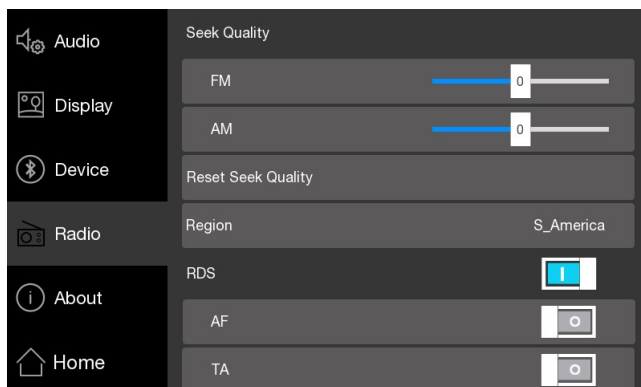 Audio
Display
Device
Radio
About
Home
Seek Quality
FM 0
AM 0
Reset Seek Quality
Region S_America
RDS
AF
TA